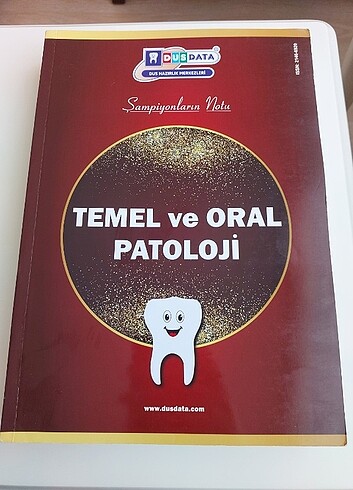 DUSDATA
DUS HAZIRLIK MERKEZLERİ
Şampiyonların Notu
TEMEL ve ORAL
PATOLOJİ
www.dusdata.com